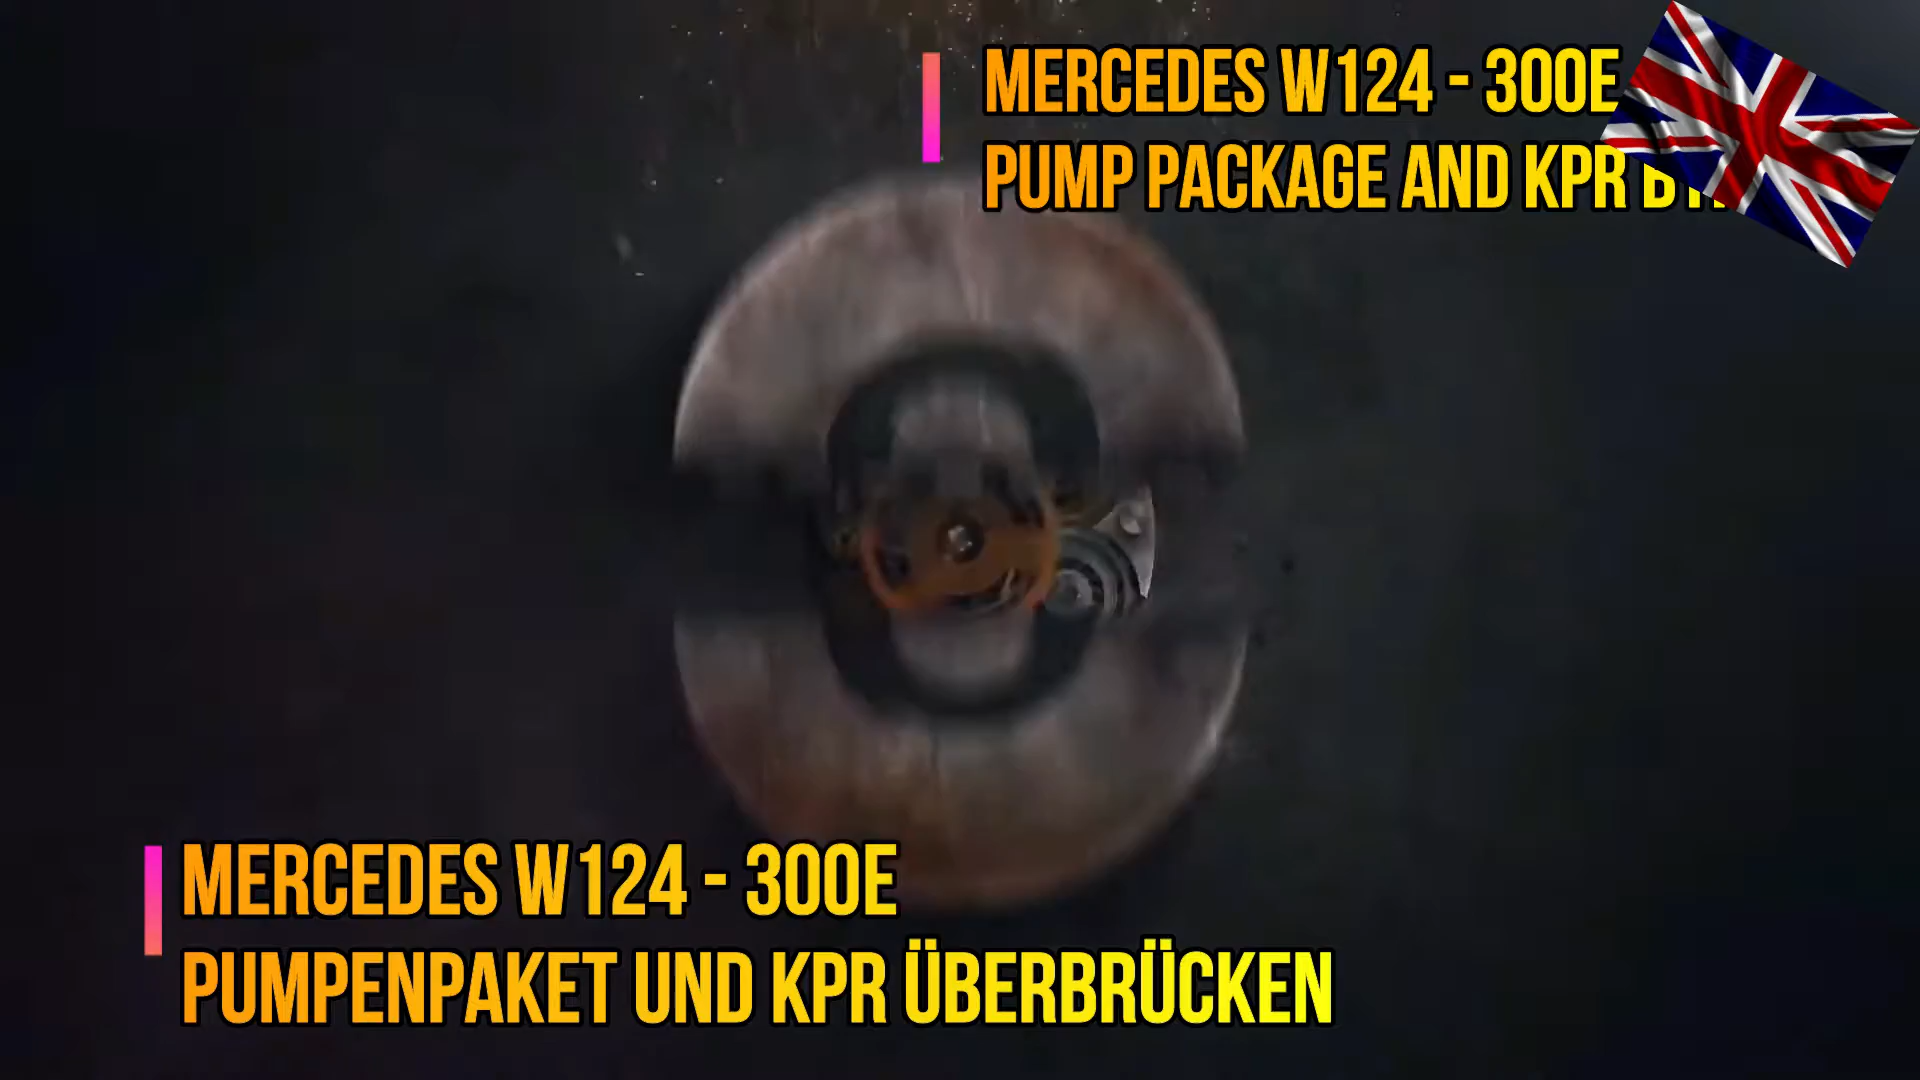 MERCEDES W124 - 300E
PUMP PACKAGE AND KPR
MERCEDES W124 - 300E
PUMPENPAKET UND KPR ÜBERBRÜCKEN